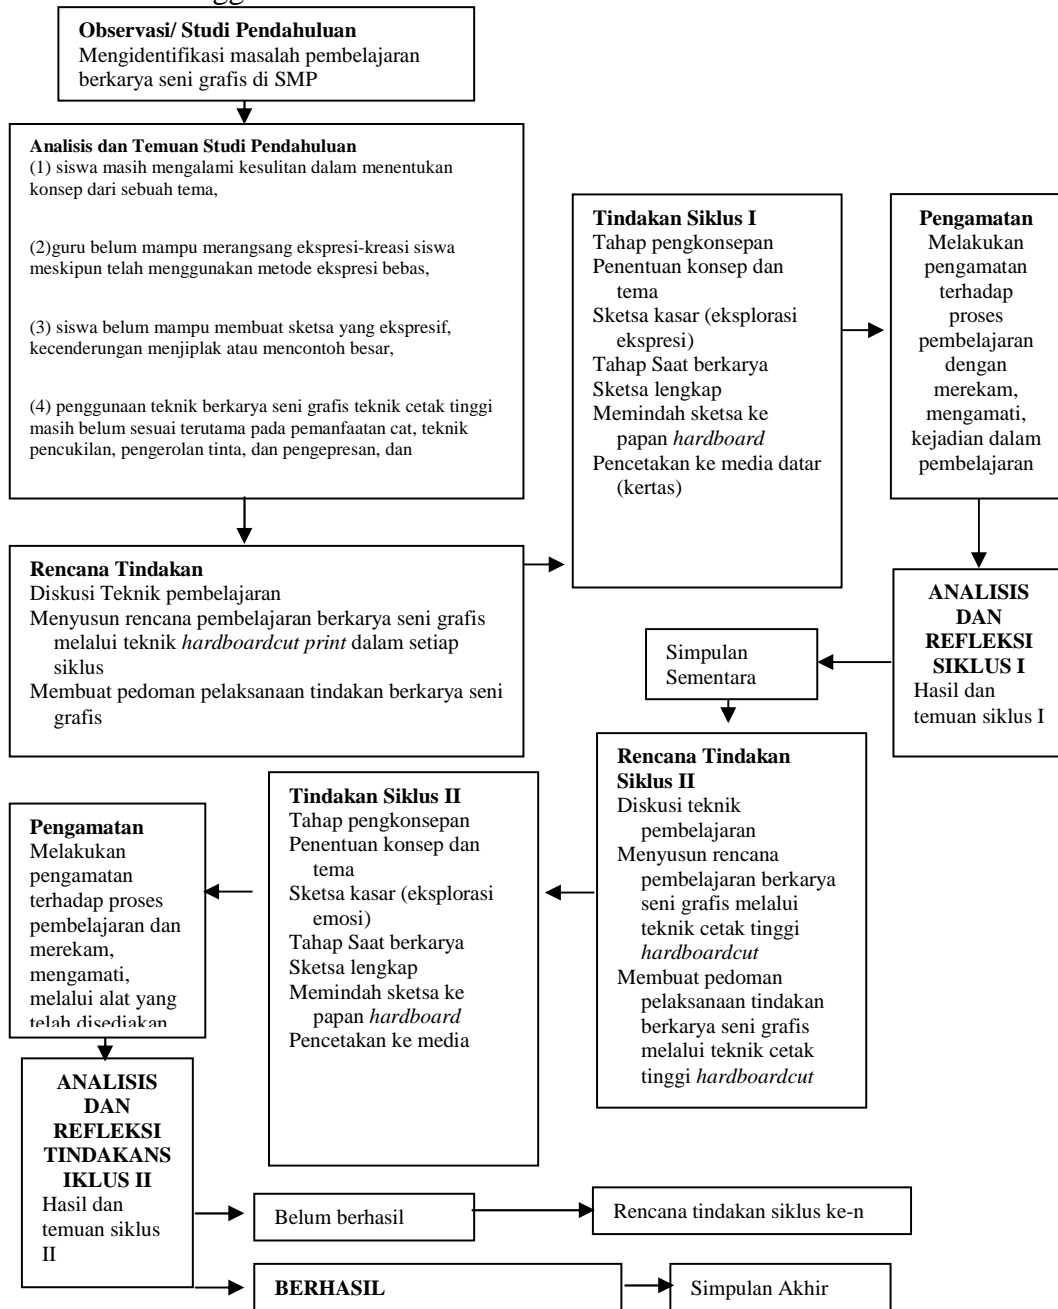 Observasi/ Studi Pendahuluan
Mengidentifikasi masalah pembelajaran
berkarya seni grafis di SMP
Analisis dan Temuan Studi Pendahuluan
(1) siswa masih mengalami kesulitan dalam menentukan
konsep dari sebuah tema,
(2)guru belum mampu merangsang ekspresi-kreasi siswa
meskipun telah menggunakan metode ekspresi bebas,
(3) siswa belum mampu membuat sketsa yang ekspresif,
kecenderungan menjiplak atau mencontoh besar,
(4) penggunaan teknik berkarya seni grafis teknik cetak tinggi
masih belum sesuai terutama pada pemanfaatan cat, teknik
pencukilan, pengerolan tinta, dan pengepresan, dan
Rencana Tindakan
Diskusi Teknik pembelajaran
Menyusun rencana pembelajaran berkarya seni grafis
melalui teknik hardboardcut print dalam setiap
siklus
Membuat pedoman pelaksanaan tindakan berkarya seni
grafis
Tindakan Siklus I
Tahap pengkonsepan
Penentuan konsep dan
tema
Sketsa kasar (eksplorasi
ekspresi)
Tahap Saat berkarya
Sketsa lengkap
Memindah sketsa ke
papan hardboard
Pencetakan ke media datar
(kertas)
Pengamatan
Melakukan
pengamatan
terhadap
proses
pembelajaran
dengan
merekam,
mengamati,
kejadian dalam
pembelajaran
ANALISIS
DAN
REFLEKSI
SIKLUS I
Hasil dan
temuan siklus I
Simpulan
Sementara
Rencana Tindakan
Siklus II
Diskusi teknik
pembelajaran
Menyusun rencana
pembelajaran berkarya
seni grafis melalui
teknik cetak tinggi
hardboardcut
Membuat pedoman
pelaksanaan tindakan
berkarya seni grafis
melalui teknik cetak
tinggi hardboardcut
Tindakan Siklus II
Tahap pengkonsepan
Penentuan konsep dan
tema
Sketsa kasar (eksplorasi
emosi)
Tahap Saat berkarya
Sketsa lengkap
Memindah sketsa ke
papan hardboard
Pencetakan ke media
Pengamatan
Melakukan
pengamatan
terhadap proses
pembelajaran dan
merekam,
mengamati,
melalui alat yang
telah disediakan
ANALISIS
DAN
REFLEKSI
TINDAKANS
IKLUS II
Hasil dan
temuan siklus
II
Belum berhasil
Rencana tindakan siklus ke-n
BERHASIL
Simpulan Akhir